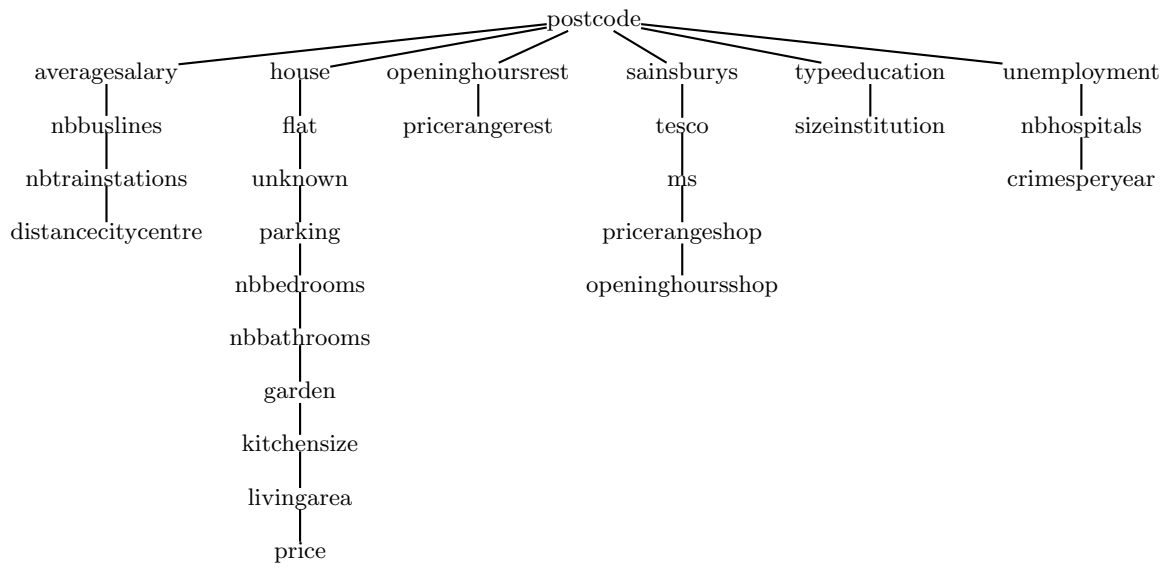 postcode
averagesalary house openinghoursrest sainsburys typeeducation unemployment
nbbuslines flat pricerangerest tesco sizeinstitution nbhospitals
nbtrainstations unknown ms crimesperyear
distancecitycentre parking pricerangeshop
nbbedrooms openinghoursshop
nbbathrooms
garden
kitchensize
livingarea
price